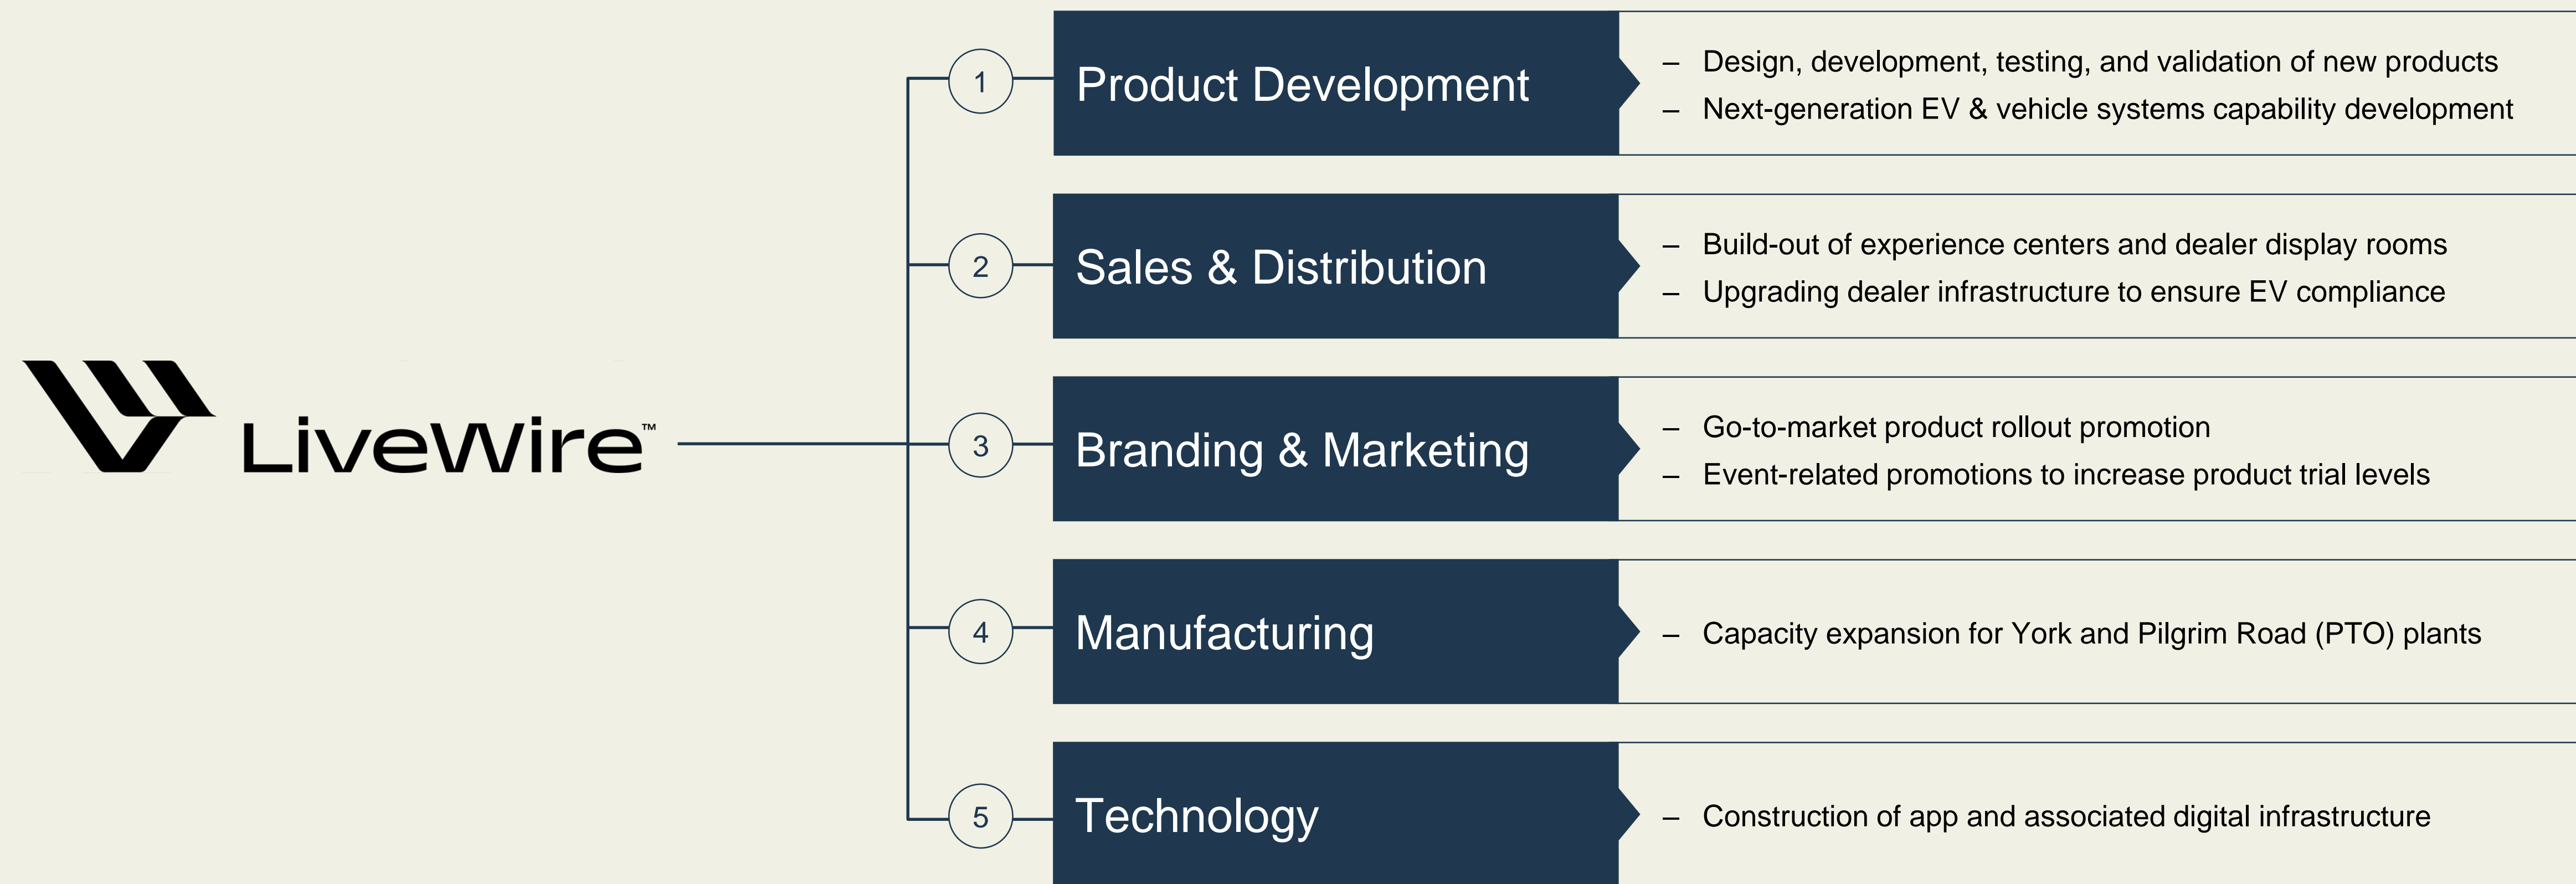 LiveWire™
1
Product Development
– Design, development, testing, and validation of new products
– Next-generation EV & vehicle systems capability development
2
Sales & Distribution
– Build-out of experience centers and dealer display rooms
– Upgrading dealer infrastructure to ensure EV compliance
3
Branding & Marketing
– Go-to-market product rollout promotion
– Event-related promotions to increase product trial levels
4
Manufacturing
– Capacity expansion for York and Pilgrim Road (PTO) plants
5
Technology
– Construction of app and associated digital infrastructure